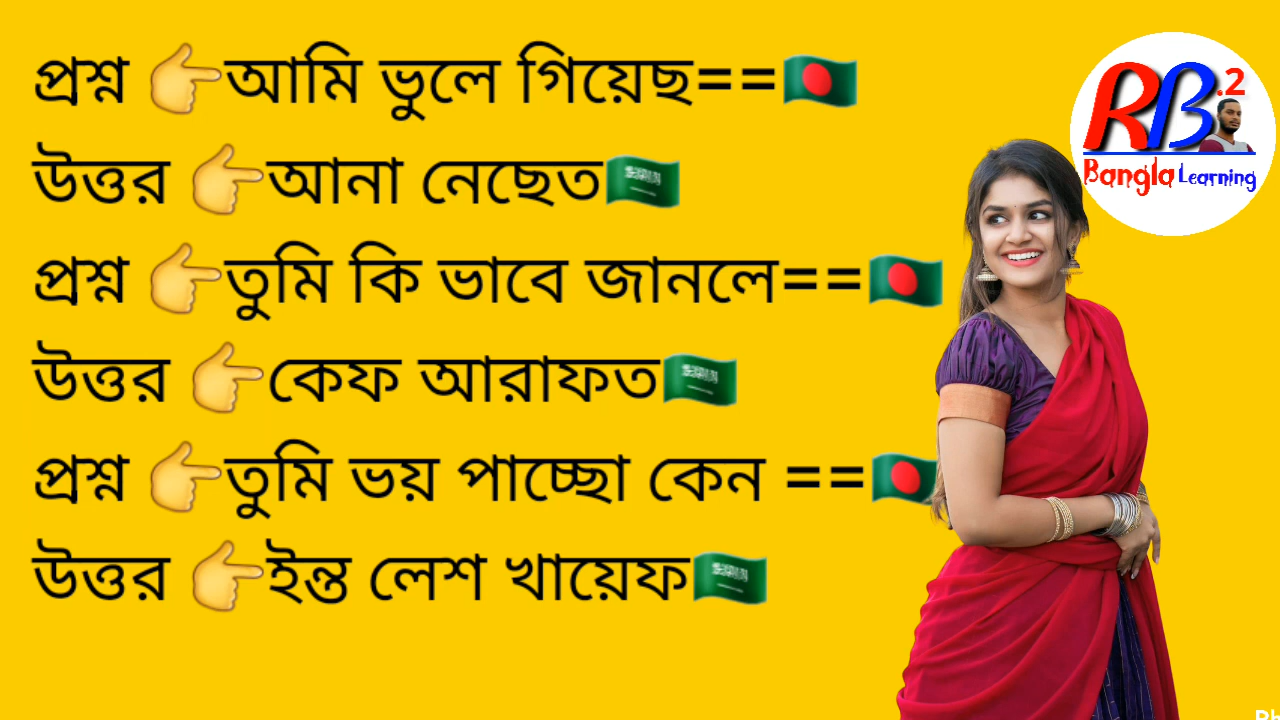 প্রশ্ন 👉আমি ভুলে গিয়েছ==🇧🇩
উত্তর 👉আনা নেছেত🇸🇦
প্রশ্ন 👉তুমি কি ভাবে জানলে==🇧🇩
উত্তর 👉কেফ আরাফত🇸🇦
প্রশ্ন 👉তুমি ভয় পাচ্ছো কেন ==🇧🇩
উত্তর 👉ইন্ত লেশ খায়েফ🇸🇦
RB.2
Bangla Learning